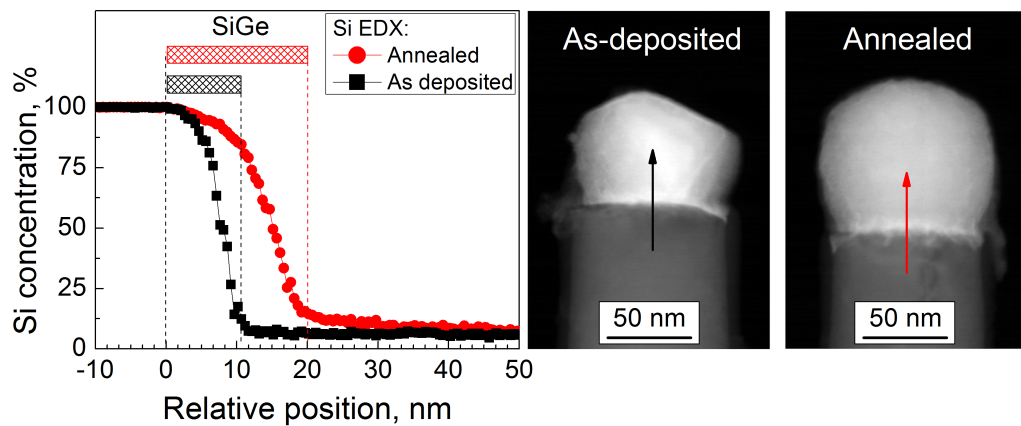 SiGe
Si EDX:
Annealed
As deposited
Si concentration, %
100
75
50
25
0
-10 0 10 20 30 40 50
Relative position, nm
As-deposited
50 nm
Annealed
50 nm